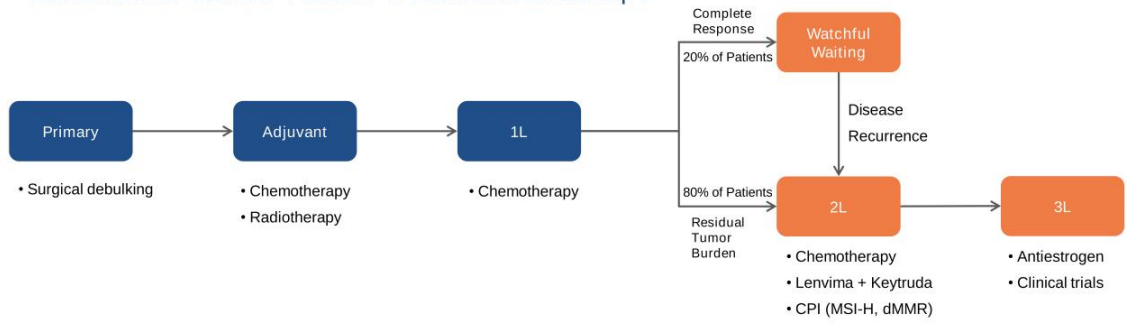 Primary
• Surgical debulking
Adjuvant
• Chemotherapy
• Radiotherapy
1L
• Chemotherapy
Complete
Response
20% of Patients
Watchful
Waiting
Disease
Recurrence
80% of Patients
Residual
Tumor
Burden
2L
• Chemotherapy
• Lenvima + Keytruda
• CPI (MSI-H, dMMR)
3L
• Antiestrogen
• Clinical trials